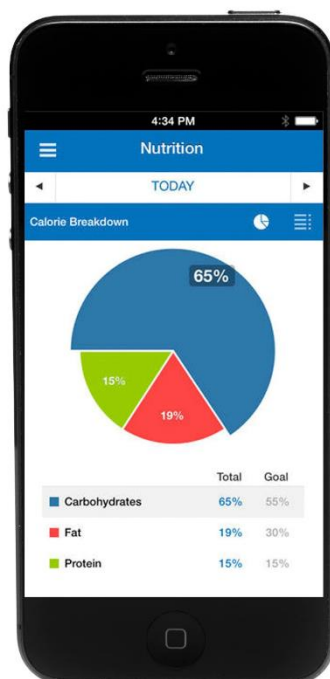 4:34 PM
Nutrition
TODAY
Calorie Breakdown
65%
15%
19%
Total Goal
Carbohydrates 65% 55%
Fat 19% 30%
Protein 15% 15%